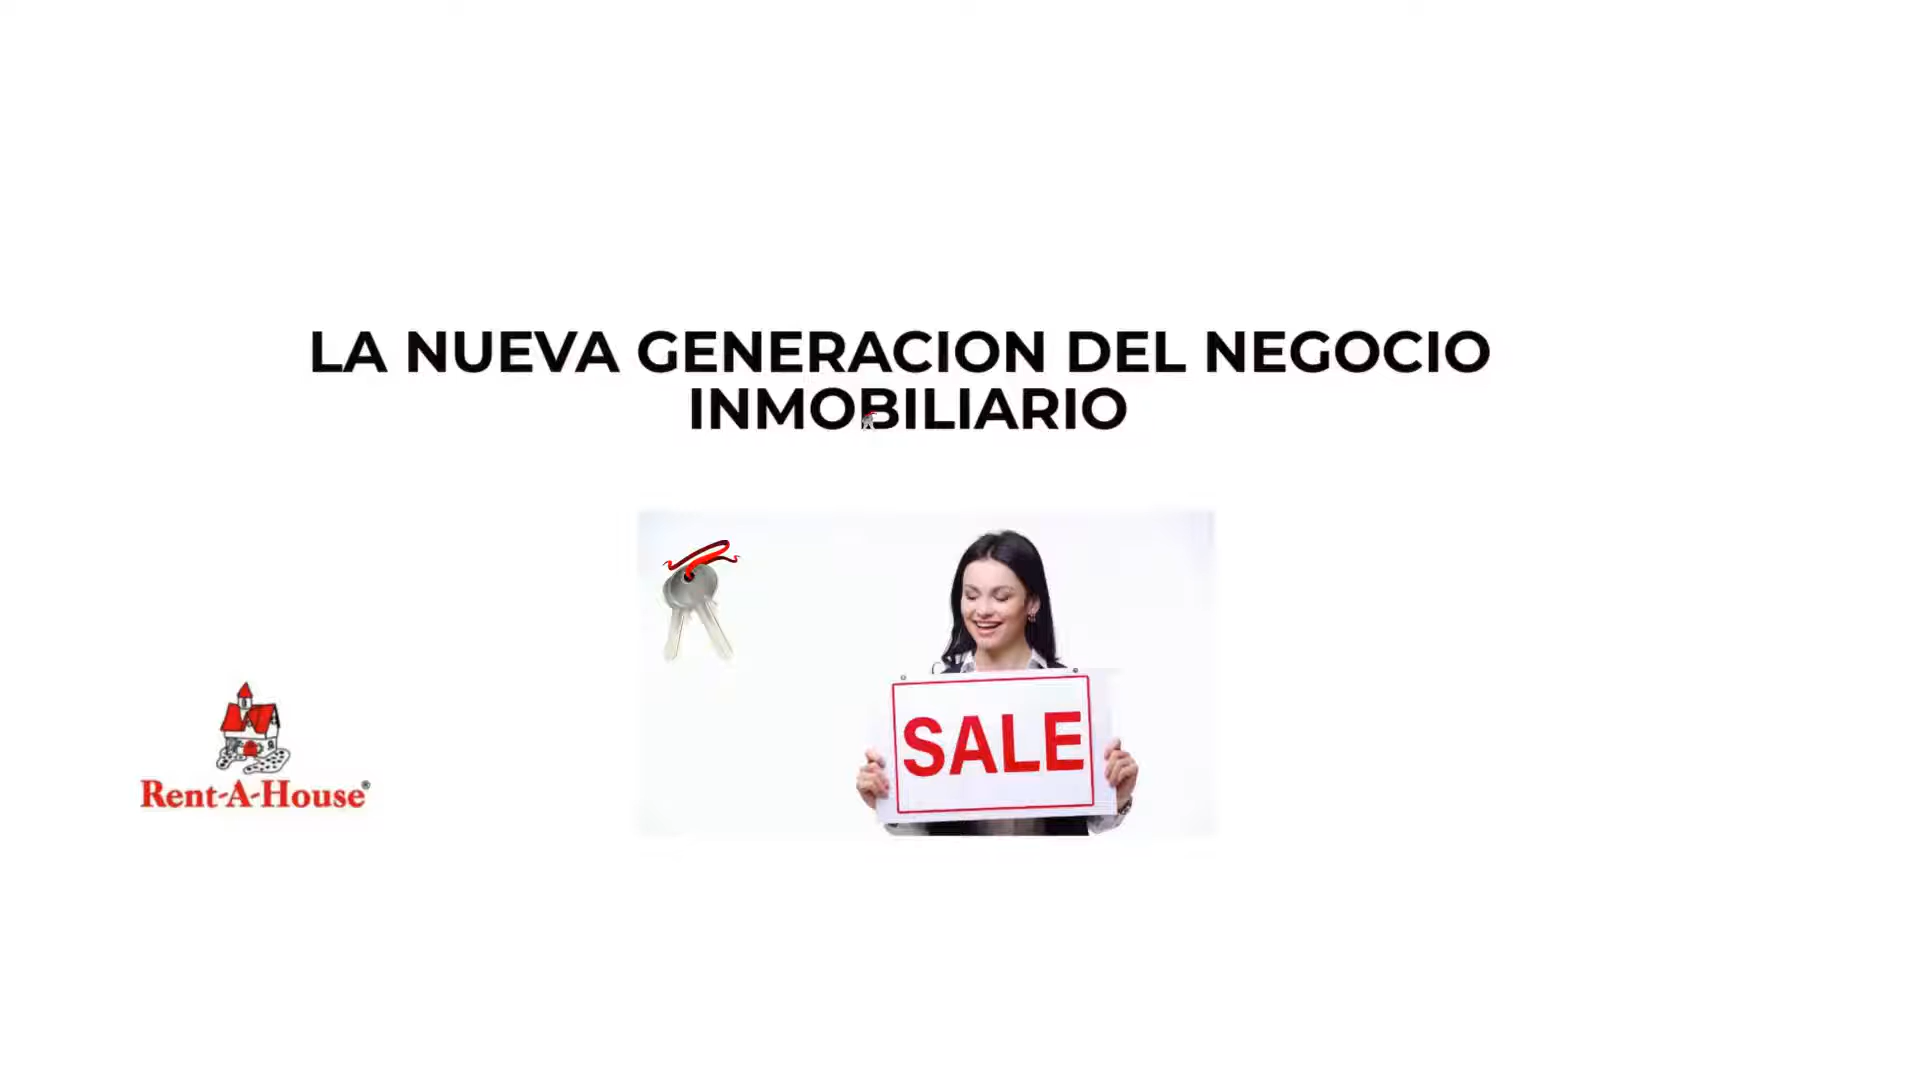 LA NUEVA GENERACION DEL NEGOCIO
INMOBILIARIO
SALE
Rent-A-House®